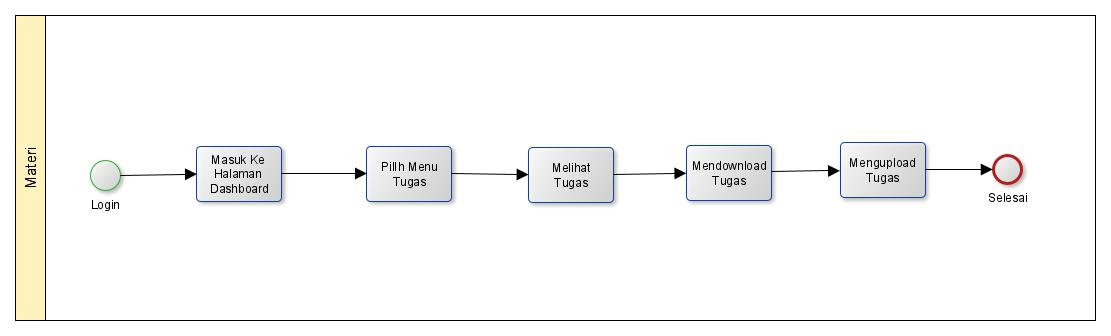 Materi
Login
Masuk Ke
Halaman
Dashboard
Pilih Menu
Tugas
Melihat
Tugas
Mendownload
Tugas
Mengupload
Tugas
Selesai